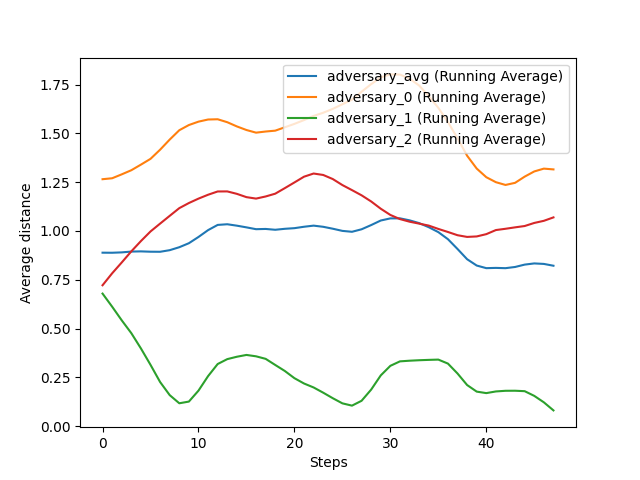 adversary_avg (Running Average)
adversary_0 (Running Average)
adversary_1 (Running Average)
adversary_2 (Running Average)
1.75
1.50
1.25
1.00
0.75
0.50
0.25
0.00
Average distance
0 10 20 30 40
Steps